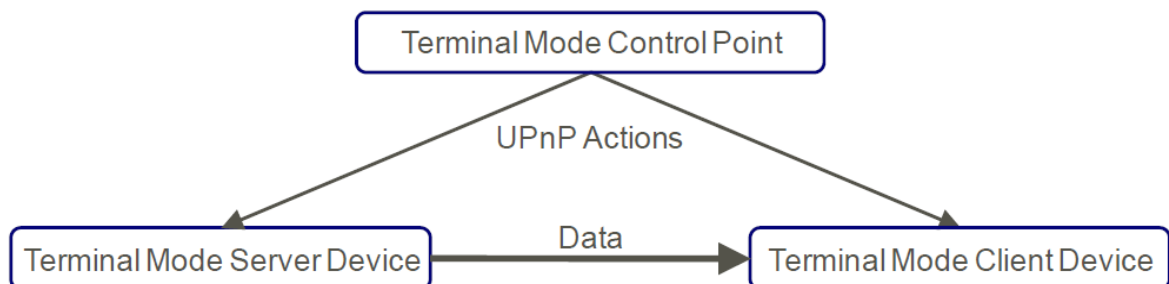 Terminal Mode Control Point
UPnP Actions
Data
Terminal Mode Server Device
Terminal Mode Client Device